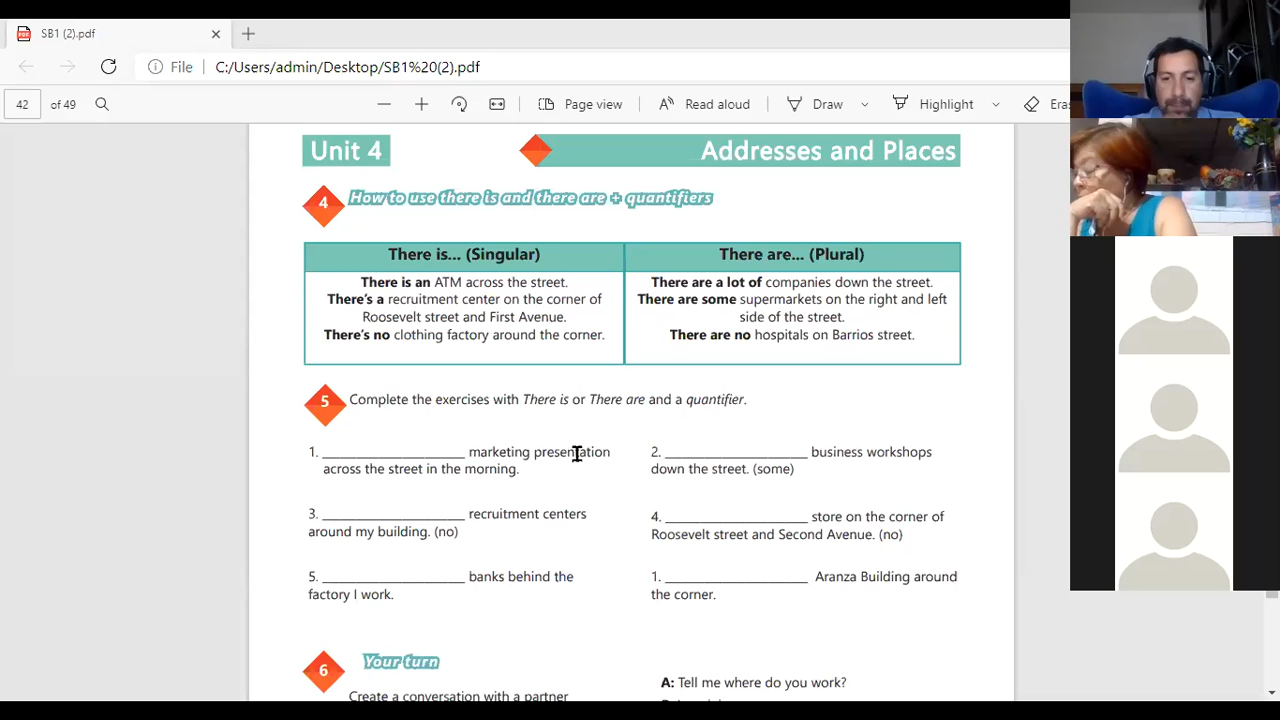 SB1 (2).pdf
File C:/Users/admin/Desktop/SB1%20(2).pdf
42 of 49 Page view Read aloud Draw Highlight Eras
Unit 4 Addresses and Places
4 How to use there is and there are + quantifiers
There is... (Singular)
There is an ATM across the street.
There's a recruitment center on the corner of
Roosevelt street and First Avenue.
There's no clothing factory around the corner.
There are... (Plural)
There are a lot of companies down the street.
There are some supermarkets on the right and left
side of the street.
There are no hospitals on Barrios street.
5 Complete the exercises with There is or There are and a quantifier.
1. _____________________ marketing presentation
across the street in the morning.
2. _____________________ business workshops
down the street. (some)
3. _____________________ recruitment centers
around my building. (no)
4. _____________________ store on the corner of
Roosevelt street and Second Avenue. (no)
5. _____________________ banks behind the
factory I work.
1. _____________________ Aranza Building around
the corner.
6 Your turn
Create a conversation with a partner
A: Tell me where do you work?